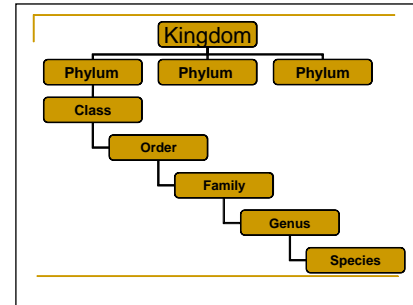 Kingdom
Phylum Phylum Phylum
Class
Order
Family
Genus
Species